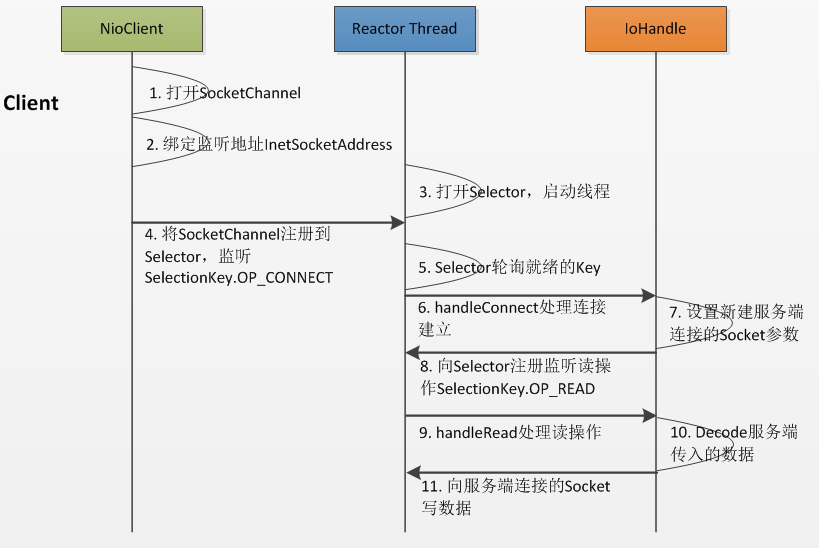 NioClient
Reactor Thread
IoHandle
Client
1. 打开SocketChannel
2. 绑定监听地址InetSocketAddress
3. 打开Selector，启动线程
4. 将SocketChannel注册到
Selector，监听
SelectionKey.OP_CONNECT
5. Selector轮询就绪的Key
6. handleConnect处理连接
建立
7. 设置新建服务端
连接的Socket参数
8. 向Selector注册监听读操
作SelectionKey.OP_READ
9. handleRead处理读操作
10. Decode服务端
传入的数据
11. 向服务端连接的Socket
写数据